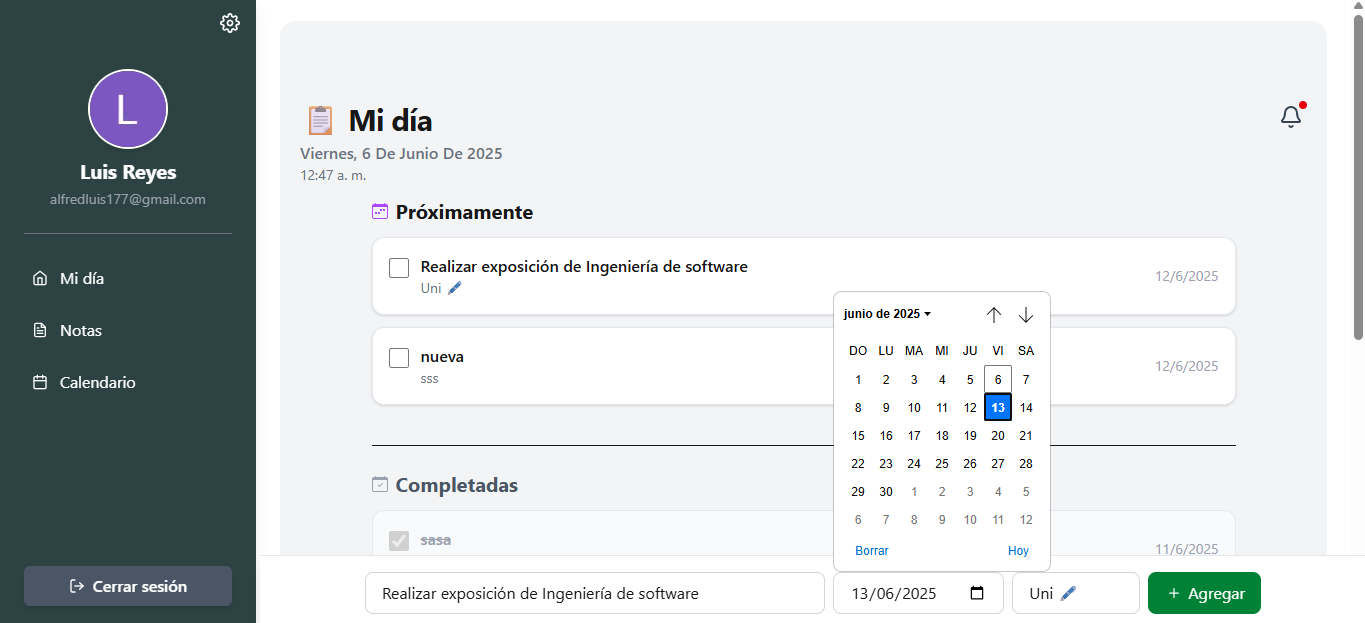 L
Luis Reyes
alfredluis177@gmail.com
Mi día
Notas
Calendario
Cerrar sesión
Mi día
Viernes, 6 De Junio De 2025
12:47 a. m.
Próximamente
Realizar exposición de Ingeniería de software
Uni
12/6/2025
nueva
sss
12/6/2025
Completadas
sasa
11/6/2025
junio de 2025
DO LU MA MI JU VI SA
1 2 3 4 5 6 7
8 9 10 11 12 13 14
15 16 17 18 19 20 21
22 23 24 25 26 27 28
29 30 1 2 3 4 5
6 7 8 9 10 11 12
Borrar Hoy
Realizar exposición de Ingeniería de software
13/06/2025
Uni
+ Agregar